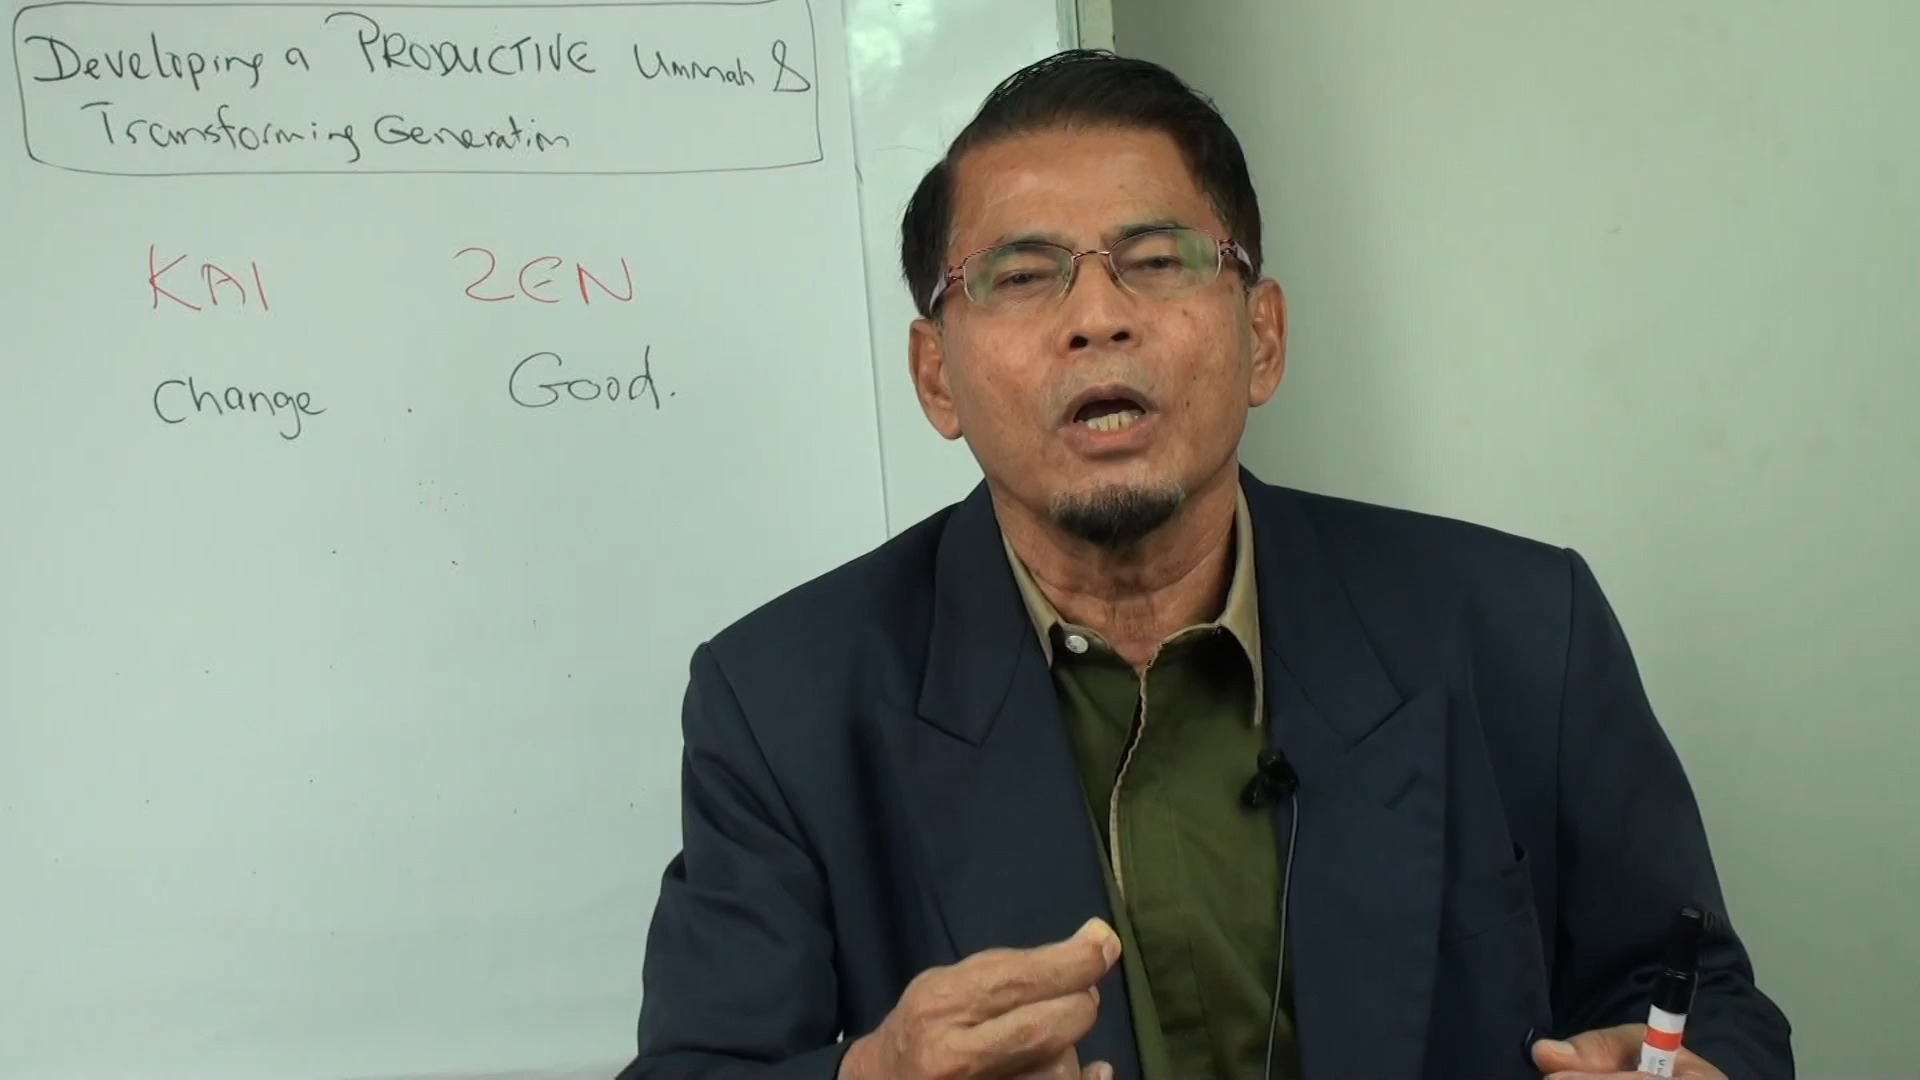 Developing a PRODUCTIVE Ummah &
Transforming Generation
KAI ZEN
Change Good.